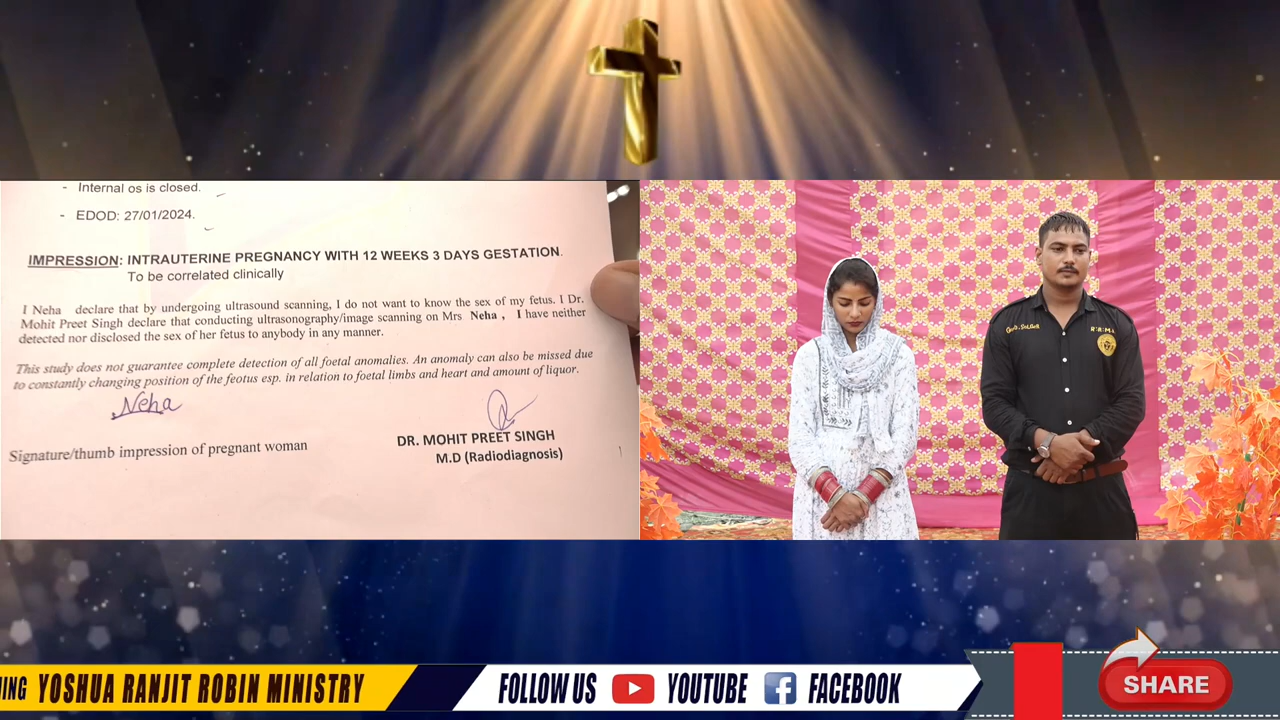 - Internal os is closed.
- EDOD: 27/01/2024.
IMPRESSION: INTRAUTERINE PREGNANCY WITH 12 WEEKS 3 DAYS GESTATION.
To be correlated clinically
I Neha declare that by undergoing ultrasound scanning, I do not want to know the sex of my fetus. I Dr.
Mohit Preet Singh declare that conducting ultrasonography/image scanning on Mrs Neha , I have neither
detected nor disclosed the sex of her fetus to anybody in any manner.
This study does not guarantee complete detection of all foetal anomalies. An anomaly can also be missed due
to constantly changing position of the feotus esp. in relation to foetal limbs and heart and amount of liquor.
Neha
Signature/thumb impression of pregnant woman
DR. MOHIT PREET SINGH
M.D (Radiodiagnosis)
YOSHUA RANJIT ROBIN MINISTRY
FOLLOW US YOUTUBE FACEBOOK
SHARE